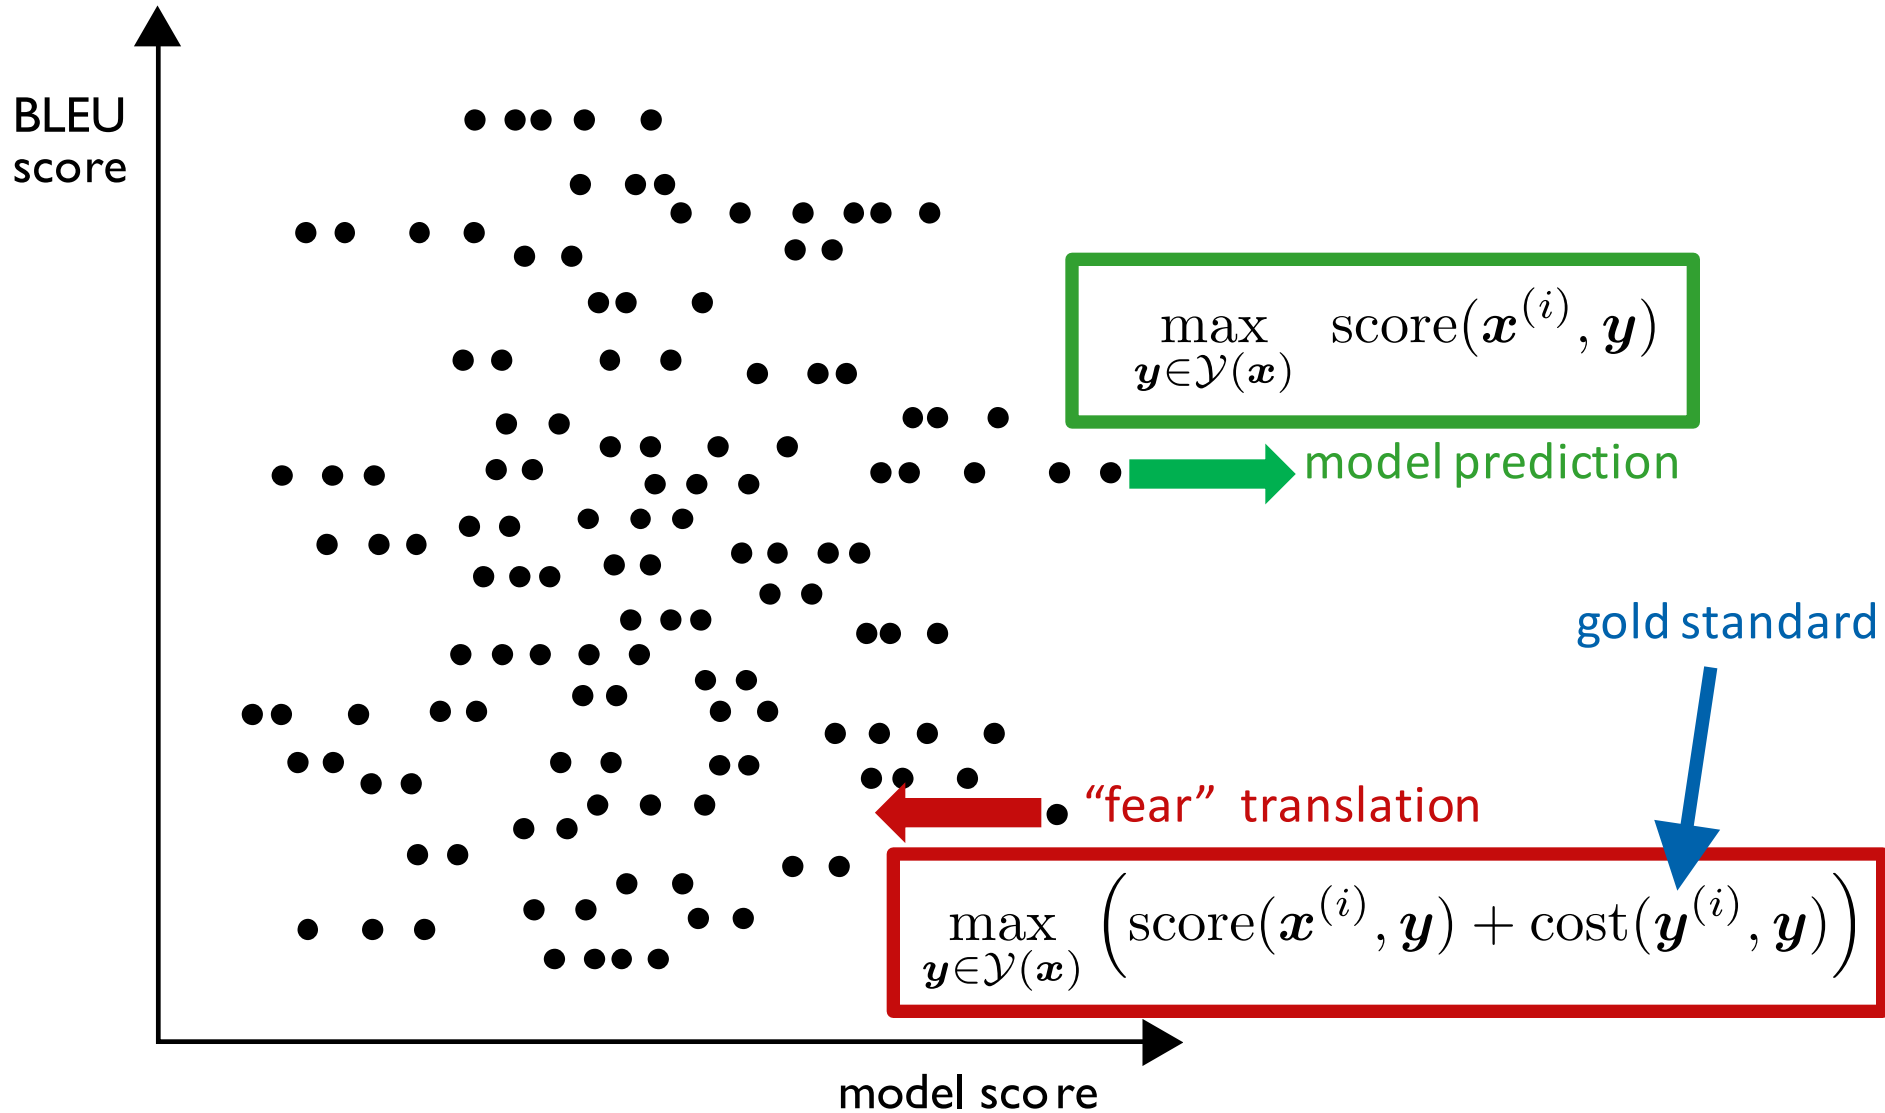 BLEU
score
max score(x^{(i)}, y)
y∈𝒴(x)
model prediction
gold standard
“fear” translation
max (score(x^{(i)}, y) + cost(y^{(i)}, y))
y∈𝒴(x)
model score